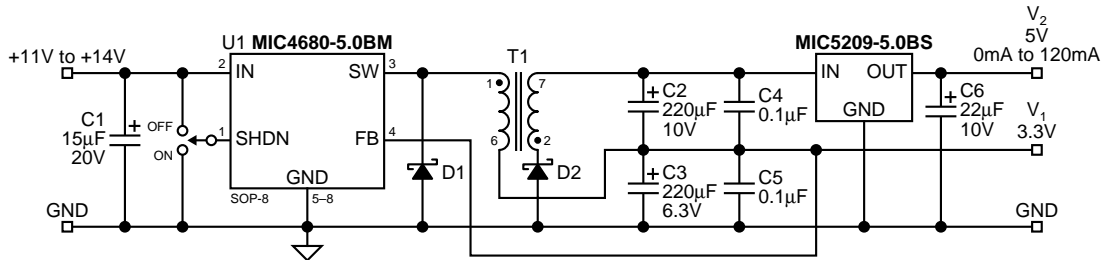 U1 MIC4680-5.0BM
+11V to +14V
2
IN
SW
3
C1
15µF
20V
+
OFF
ON
1
SHDN
FB
4
GND
SOP-8
5–8
GND
D1
T1
1
6
7
2
D2
+
C2
220µF
10V
C4
0.1µF
+
C3
220µF
6.3V
C5
0.1µF
MIC5209-5.0BS
IN
OUT
GND
V2
5V
0mA to 120mA
+
C6
22µF
10V
V1
3.3V
GND